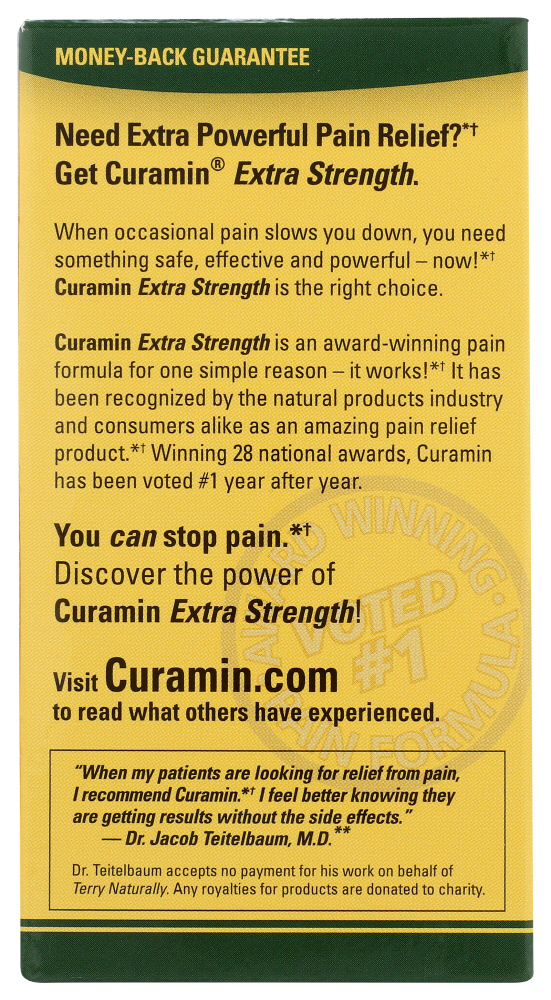 MONEY-BACK GUARANTEE
Need Extra Powerful Pain Relief?*†
Get Curamin® Extra Strength.
When occasional pain slows you down, you need
something safe, effective and powerful – now!*†
Curamin Extra Strength is the right choice.
Curamin Extra Strength is an award-winning pain
formula for one simple reason – it works!*† It has
been recognized by the natural products industry
and consumers alike as an amazing pain relief
product.*† Winning 28 national awards, Curamin
has been voted #1 year after year.
You can stop pain.*†
Discover the power of
Curamin Extra Strength!
AWARD WINNING
VOTED
#1
PAIN FORMULA
Visit Curamin.com
to read what others have experienced.
“When my patients are looking for relief from pain,
I recommend Curamin.*† I feel better knowing they
are getting results without the side effects.”
— Dr. Jacob Teitelbaum, M.D.**
Dr. Teitelbaum accepts no payment for his work on behalf of
Terry Naturally. Any royalties for products are donated to charity.